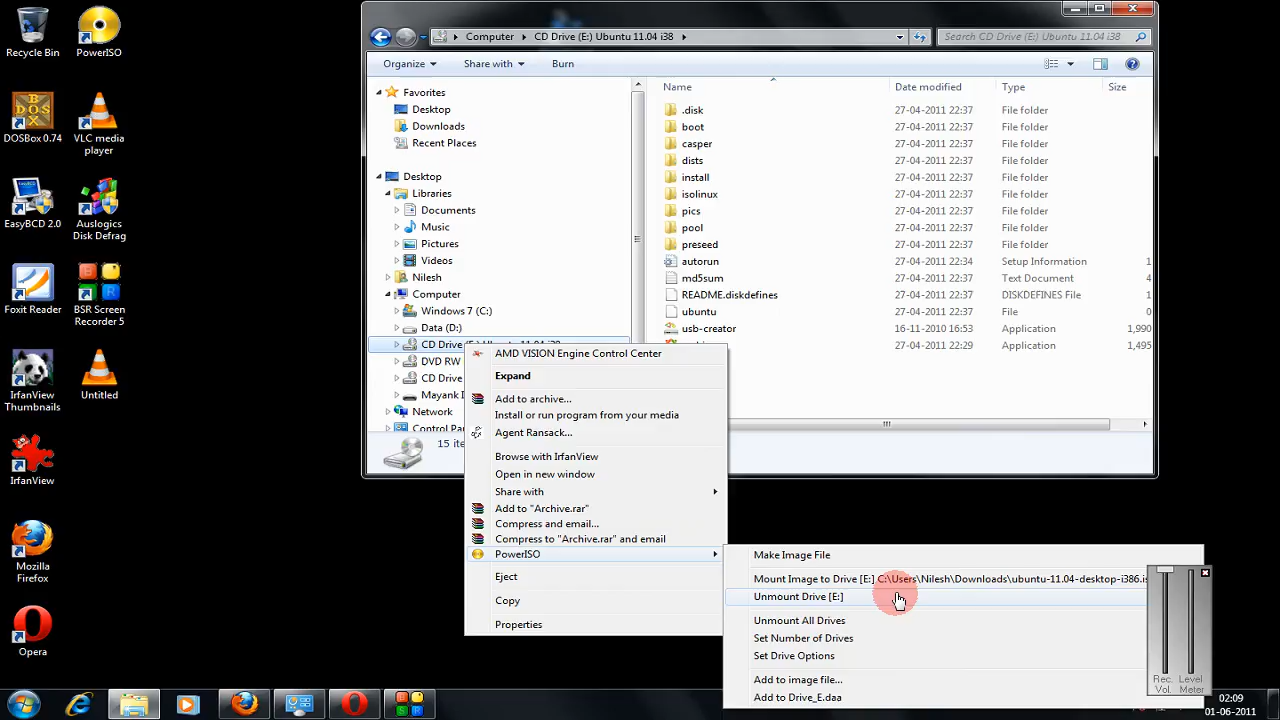 Recycle Bin
PowerISO
DOSBox 0.74
VLC media player
EasyBCD 2.0
Auslogics Disk Defrag
Foxit Reader
BSR Screen Recorder 5
IrfanView Thumbnails
Untitled
IrfanView
Mozilla Firefox
Opera
Computer
CD Drive (E:) Ubuntu 11.04 i38
Search CD Drive (E:) Ubuntu 11.04 i38
Organize
Share with
Burn
Favorites
Desktop
Downloads
Recent Places
Desktop
Libraries
Documents
Music
Pictures
Videos
Nilesh
Computer
Windows 7 (C:)
Data (D:)
CD Drive (E:) Ubuntu 11.04 i38
DVD RW
CD Drive
Mayank
Network
Control Pa
15 ite
Name Date modified Type Size
.disk 27-04-2011 22:37 File folder
boot 27-04-2011 22:37 File folder
casper 27-04-2011 22:37 File folder
dists 27-04-2011 22:37 File folder
install 27-04-2011 22:37 File folder
isolinux 27-04-2011 22:37 File folder
pics 27-04-2011 22:37 File folder
pool 27-04-2011 22:37 File folder
preseed 27-04-2011 22:37 File folder
autorun 27-04-2011 22:34 Setup Information 1
md5sum 27-04-2011 22:37 Text Document 4
README.diskdefines 27-04-2011 22:37 DISKDEFINES File 1
ubuntu 27-04-2011 22:37 File 1
usb-creator 16-11-2010 16:53 Application 1,990
27-04-2011 22:29 Application 1,495
AMD VISION Engine Control Center
Expand
Add to archive...
Install or run program from your media
Agent Ransack...
Browse with IrfanView
Open in new window
Share with
Add to "Archive.rar"
Compress and email...
Compress to "Archive.rar" and email
PowerISO
Eject
Copy
Properties
Make Image File
Mount Image to Drive [E:] C:\Users\Nilesh\Downloads\ubuntu-11.04-desktop-i386.is
Unmount Drive [E:]
Unmount All Drives
Set Number of Drives
Set Drive Options
Add to image file...
Add to Drive_E.daa
Rec. Vol.
Level Meter
02:09
01-06-2011